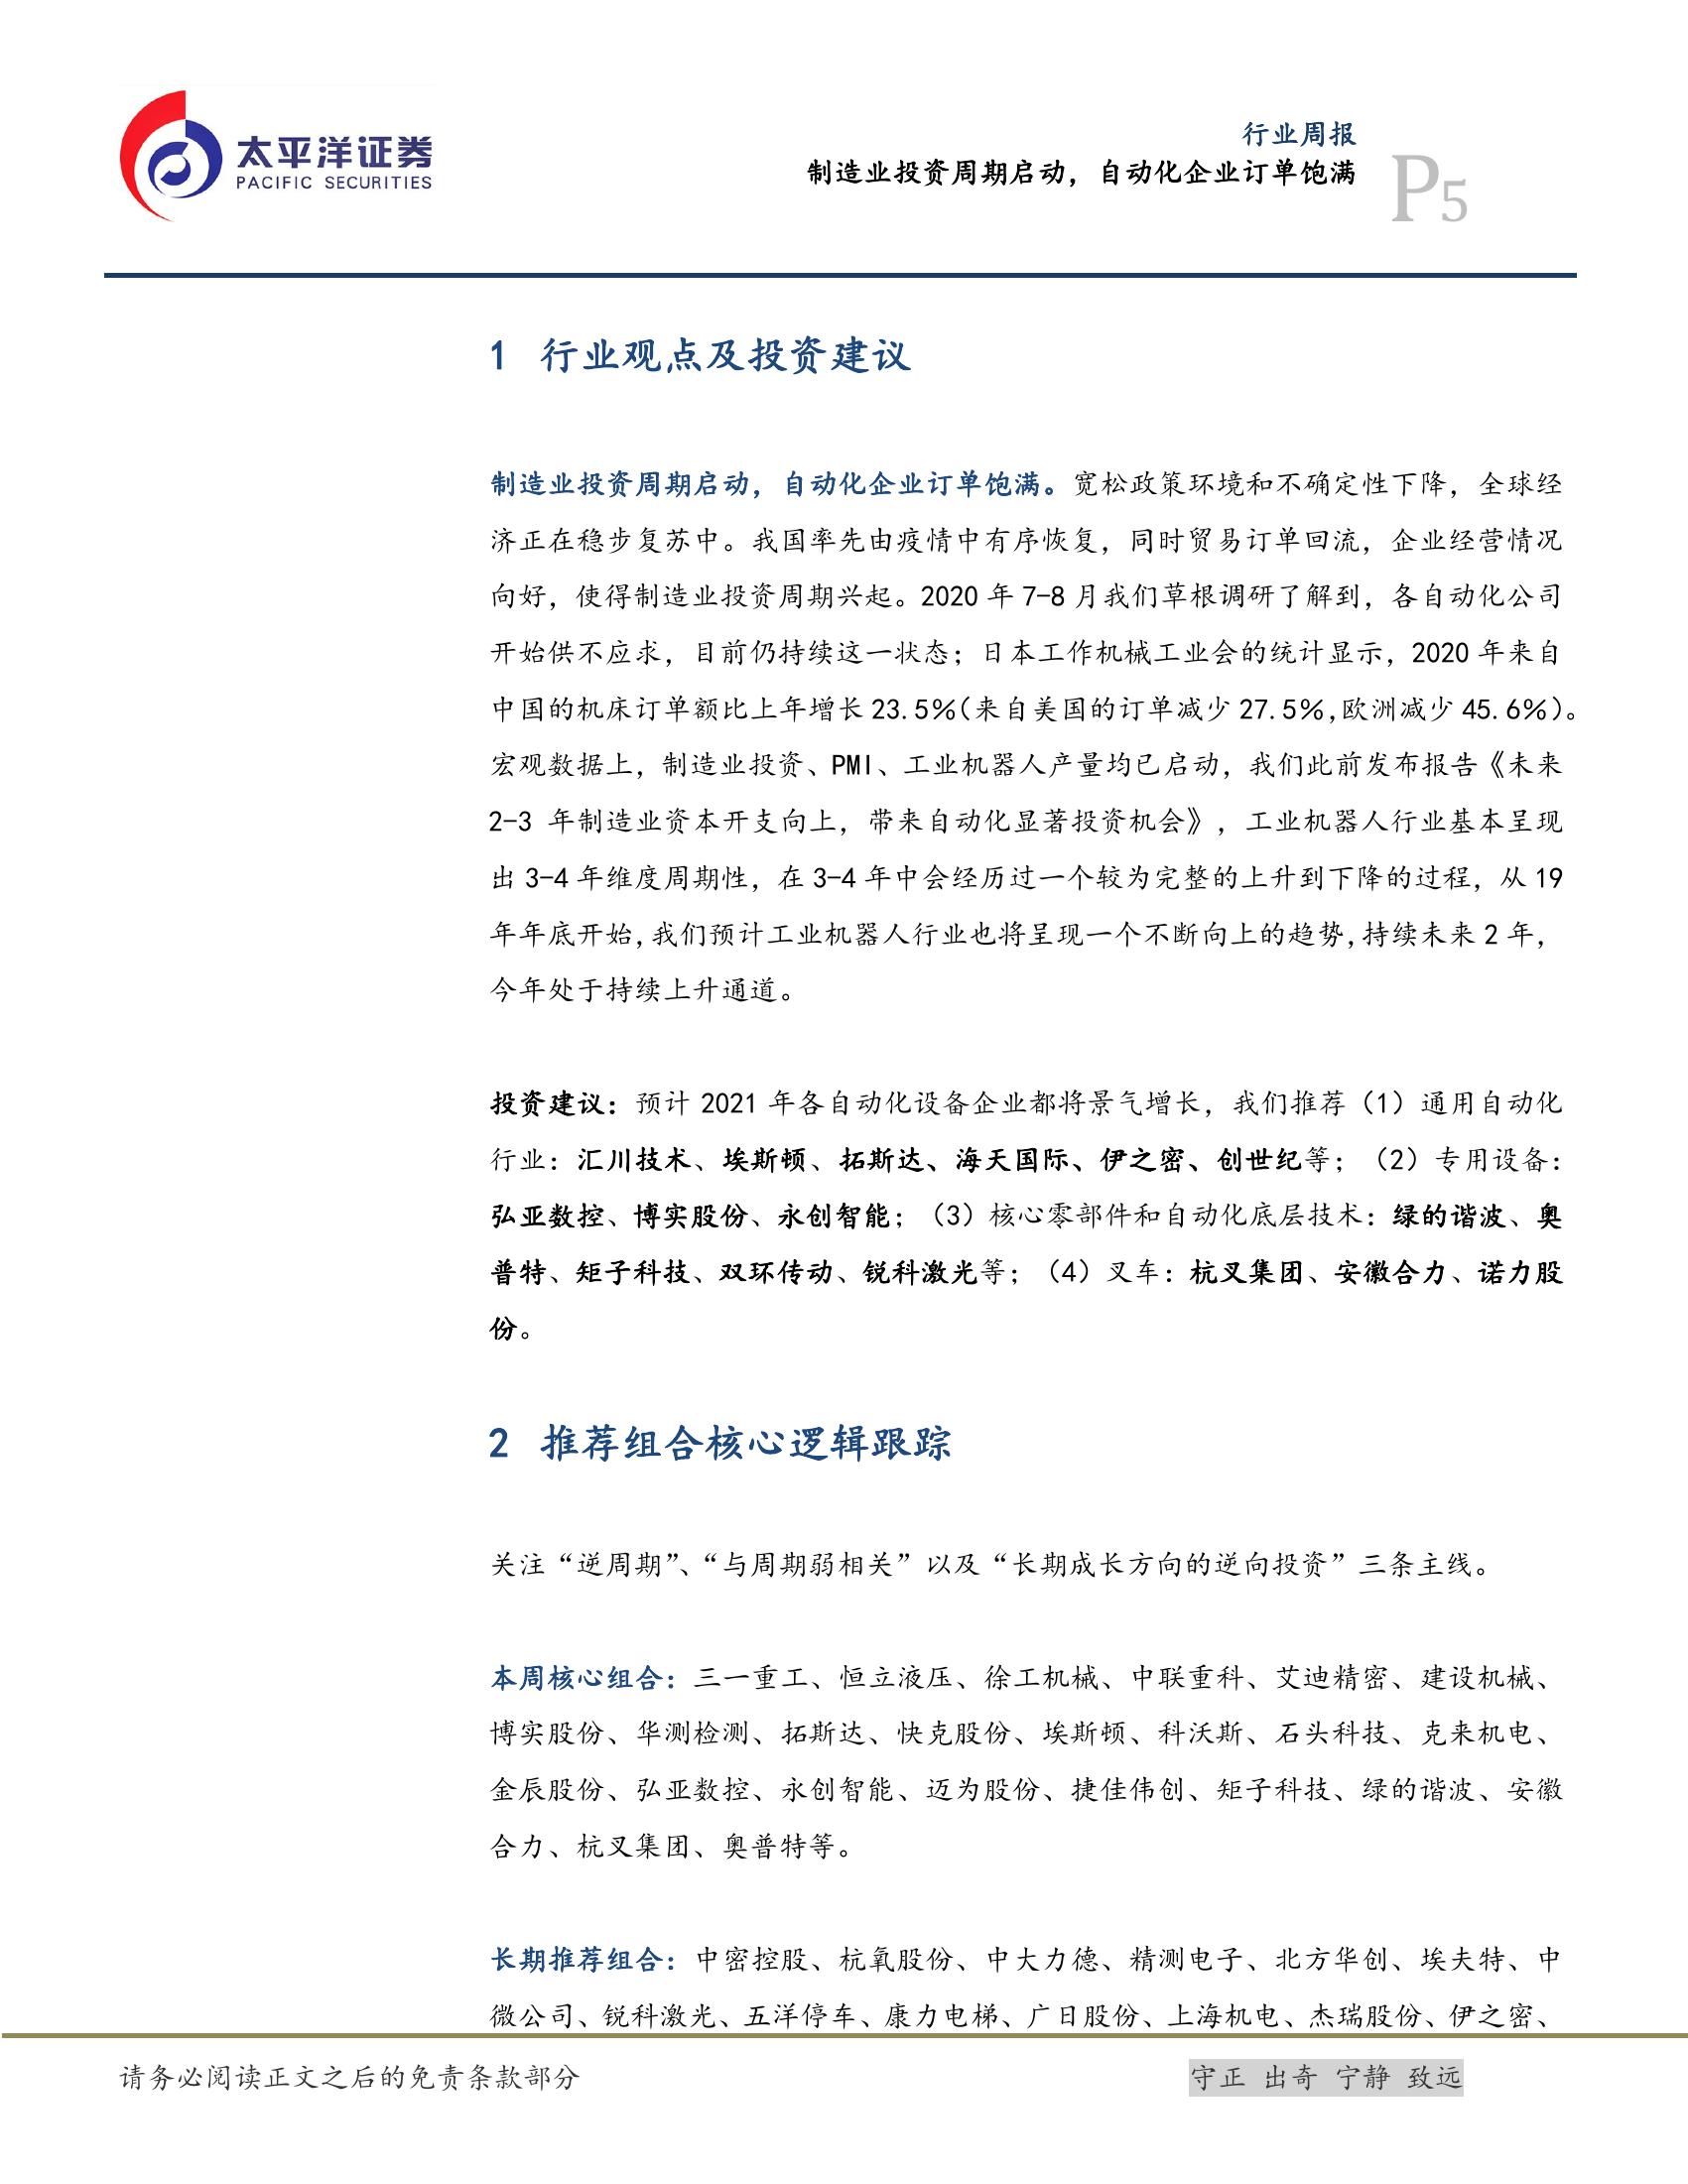 太平洋证券
PACIFIC SECURITIES
行业周报
制造业投资周期启动，自动化企业订单饱满
P5
1 行业观点及投资建议
制造业投资周期启动，自动化企业订单饱满。宽松政策环境和不确定性下降，全球经
济正在稳步复苏中。我国率先由疫情中有序恢复，同时贸易订单回流，企业经营情况
向好，使得制造业投资周期兴起。2020 年 7-8 月我们草根调研了解到，各自动化公司
开始供不应求，目前仍持续这一状态；日本工作机械工业会的统计显示，2020 年来自
中国的机床订单额比上年增长 23.5%（来自美国的订单减少 27.5%，欧洲减少 45.6%）。
宏观数据上，制造业投资、PMI、工业机器人产量均已启动，我们此前发布报告《未来
2-3 年制造业资本开支向上，带来自动化显著投资机会》，工业机器人行业基本呈现
出 3-4 年维度周期性，在 3-4 年中会经历过一个较为完整的上升到下降的过程，从 19
年年底开始，我们预计工业机器人行业也将呈现一个不断向上的趋势，持续未来 2 年，
今年处于持续上升通道。
投资建议：预计 2021 年各自动化设备企业都将景气增长，我们推荐（1）通用自动化
行业：汇川技术、埃斯顿、拓斯达、海天国际、伊之密、创世纪等；（2）专用设备：
弘亚数控、博实股份、永创智能；（3）核心零部件和自动化底层技术：绿的谐波、奥
普特、矩子科技、双环传动、锐科激光等；（4）叉车：杭叉集团、安徽合力、诺力股
份。
2 推荐组合核心逻辑跟踪
关注“逆周期”、“与周期弱相关”以及“长期成长方向的逆向投资”三条主线。
本周核心组合：三一重工、恒立液压、徐工机械、中联重科、艾迪精密、建设机械、
博实股份、华测检测、拓斯达、快克股份、埃斯顿、科沃斯、石头科技、克来机电、
金辰股份、弘亚数控、永创智能、迈为股份、捷佳伟创、矩子科技、绿的谐波、安徽
合力、杭叉集团、奥普特等。
长期推荐组合：中密控股、杭氧股份、中大力德、精测电子、北方华创、埃夫特、中
微公司、锐科激光、五洋停车、康力电梯、广日股份、上海机电、杰瑞股份、伊之密、
请务必阅读正文之后的免责条款部分
守正 出奇 宁静 致远